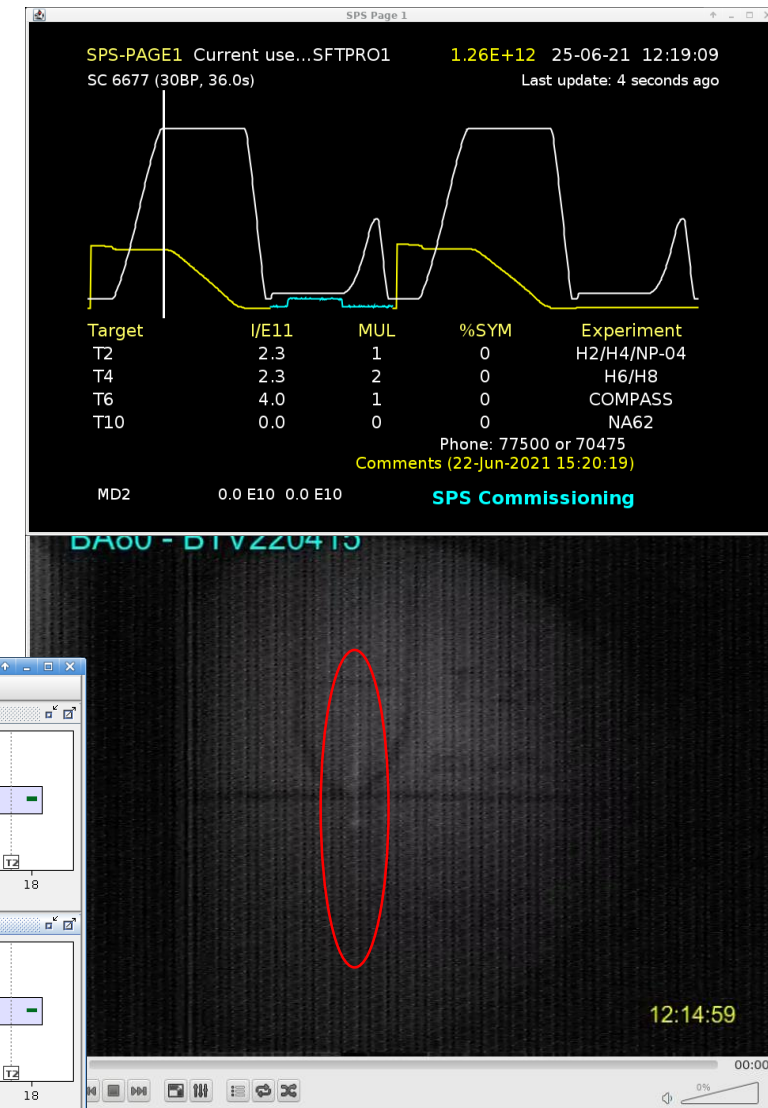 SPS Page 1
SPS-PAGE1 Current use...SFTPRO1 1.26E+12 25-06-21 12:19:09
SC 6677 (30BP, 36.0s) Last update: 4 seconds ago
Target I/E11 MUL %SYM Experiment
T2 2.3 1 0 H2/H4/NP-04
T4 2.3 2 0 H6/H8
T6 4.0 1 0 COMPASS
T10 0.0 0 0 NA62
Phone: 77500 or 70475
Comments (22-Jun-2021 15:20:19)
MD2 0.0 E10 0.0 E10 SPS Commissioning
BA80 - BTV220415
T2
18
T2
18
12:14:59
00:00
0%